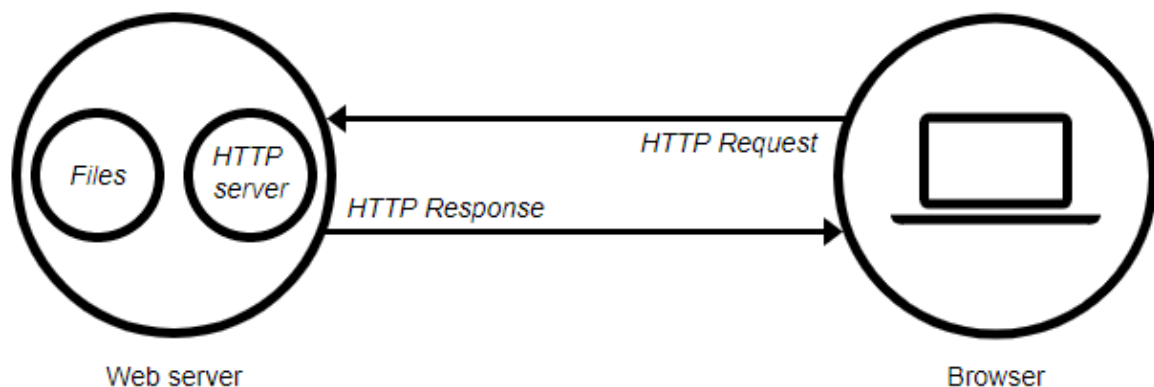 HTTP Request
Files
HTTP
server
HTTP Response
Web server
Browser